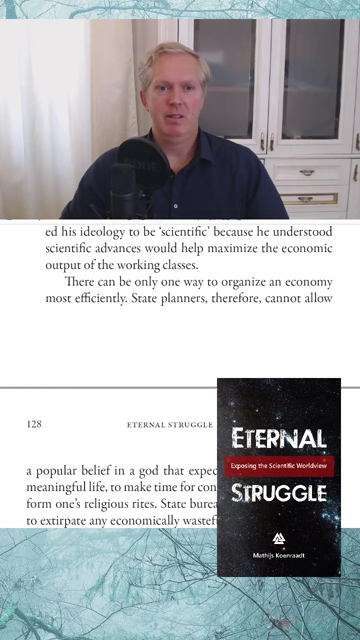 ed his ideology to be ‘scientific’ because he understood
scientific advances would help maximize the economic
output of the working classes.
There can be only one way to organize an economy
most efficiently. State planners, therefore, cannot allow
128
ETERNAL STRUGGLE
a popular belief in a god that
meaningful life, to make time for
form one’s religious rites. State
to extirpate any economically
ETERNAL
Exposing the Scientific Worldview
STRUGGLE
Mathijs Koenraadt